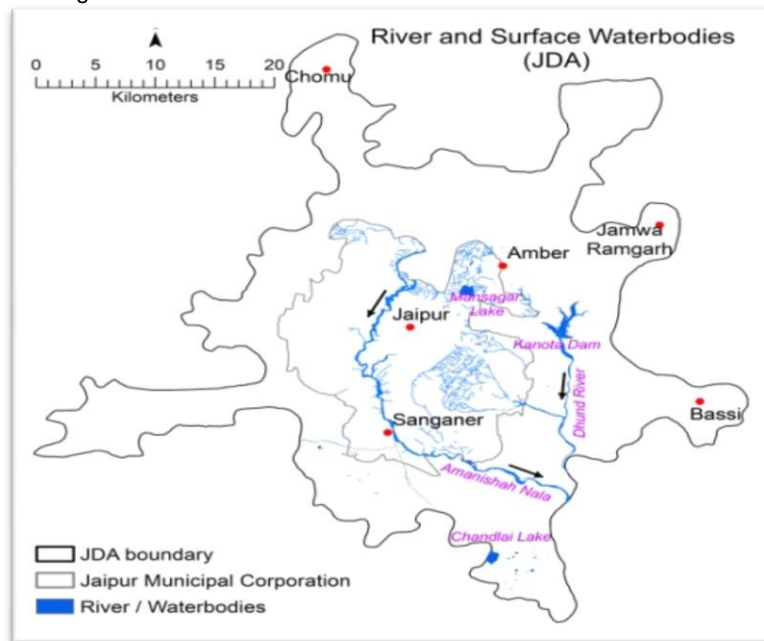 River and Surface Waterbodies
(JDA)
0 5 10 15 20
Kilometers
Chomu
Jamwa
Ramgarh
Amber
Mansagar
Lake
Jaipur
Kanota Dam
Dhund River
Bassi
Sanganer
Amanishah Nala
Chandlai Lake
JDA boundary
Jaipur Municipal Corporation
River / Waterbodies